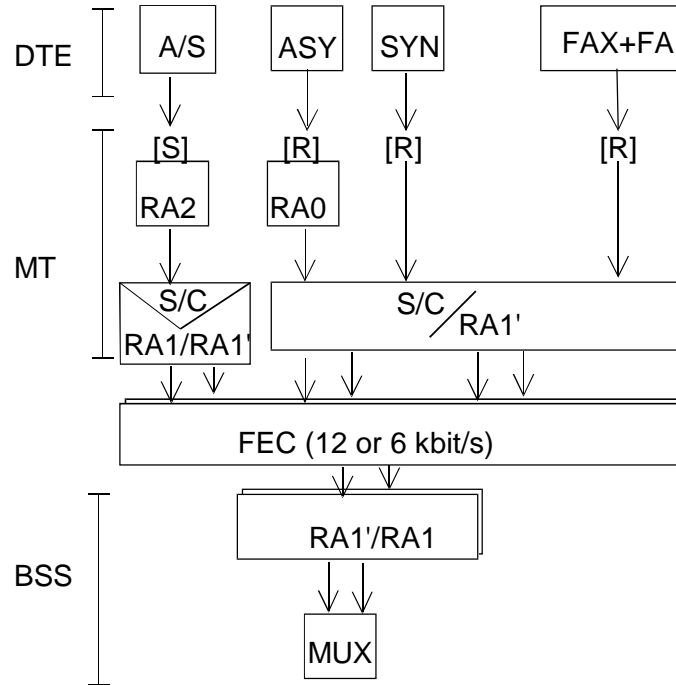 DTE
A/S
ASY
SYN
FAX+FA
[S]
[R]
[R]
[R]
MT
RA2
RA0
S/C
RA1/RA1'
S/C
RA1'
FEC (12 or 6 kbit/s)
BSS
RA1'/RA1
MUX